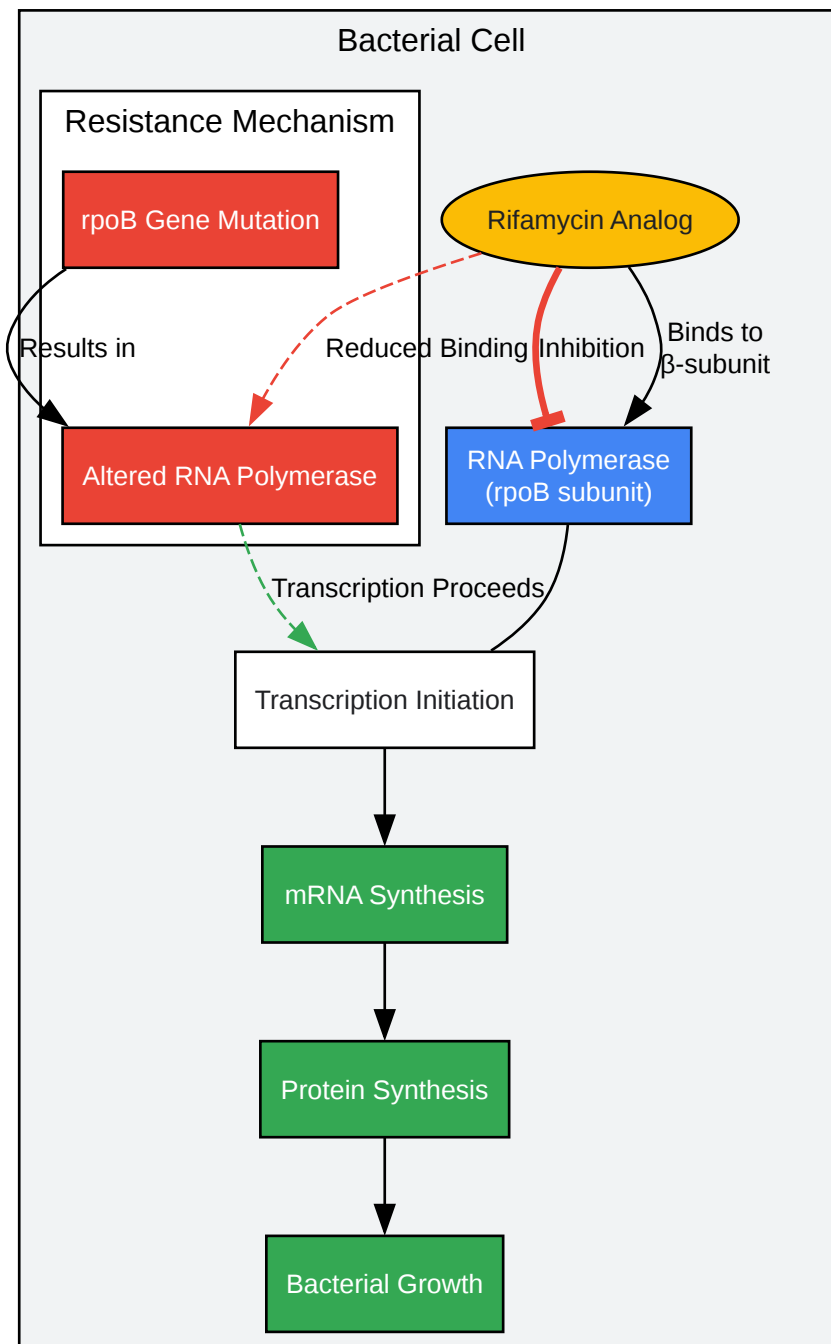 Bacterial Cell
Resistance Mechanism
rpoB Gene Mutation
Rifamycin Analog
Results in
Reduced Binding
Inhibition
Binds to
β-subunit
Altered RNA Polymerase
RNA Polymerase
(rpoB subunit)
Transcription Proceeds
Transcription Initiation
mRNA Synthesis
Protein Synthesis
Bacterial Growth